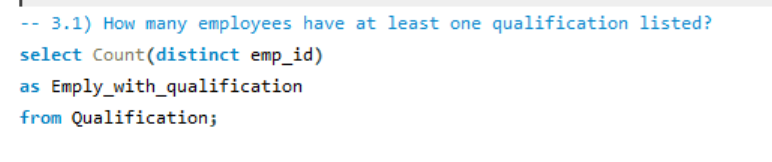 -- 3.1) How many employees have at least one qualification listed?
select Count(distinct emp_id)
as Emply_with_qualification
from Qualification;